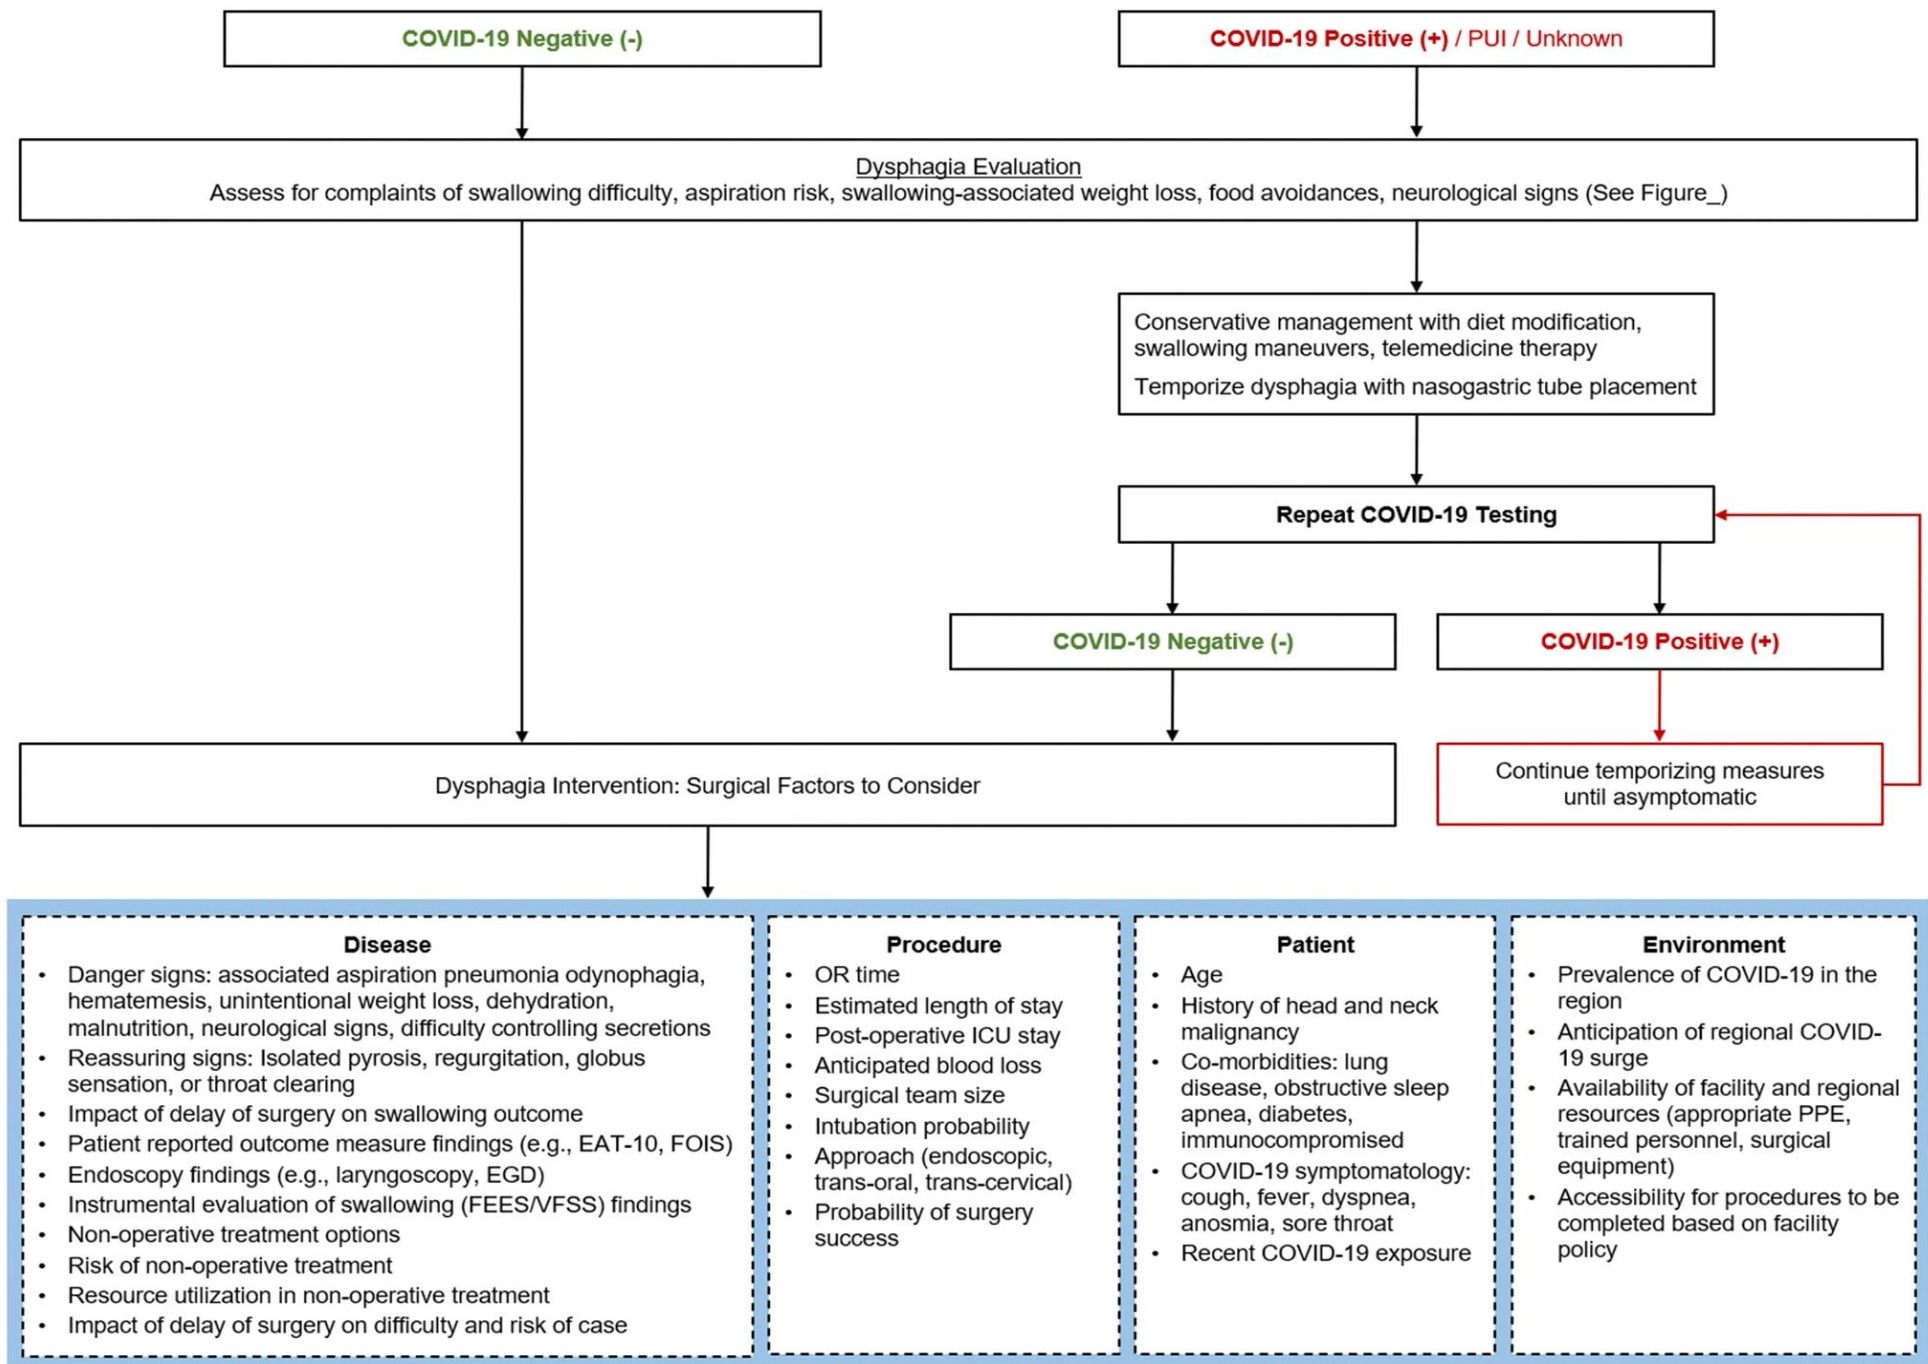 COVID-19 Negative (-)
COVID-19 Positive (+) / PUI / Unknown
Dysphagia Evaluation
Assess for complaints of swallowing difficulty, aspiration risk, swallowing-associated weight loss, food avoidances, neurological signs (See Figure_)
Conservative management with diet modification,
swallowing maneuvers, telemedicine therapy
Temporize dysphagia with nasogastric tube placement
Repeat COVID-19 Testing
COVID-19 Negative (-)
COVID-19 Positive (+)
Dysphagia Intervention: Surgical Factors to Consider
Continue temporizing measures
until asymptomatic
Disease
• Danger signs: associated aspiration pneumonia odynophagia,
hematemesis, unintentional weight loss, dehydration,
malnutrition, neurological signs, difficulty controlling secretions
• Reassuring signs: Isolated pyrosis, regurgitation, globus
sensation, or throat clearing
• Impact of delay of surgery on swallowing outcome
• Patient reported outcome measure findings (e.g., EAT-10, FOIS)
• Endoscopy findings (e.g., laryngoscopy, EGD)
• Instrumental evaluation of swallowing (FEES/VFSS) findings
• Non-operative treatment options
• Risk of non-operative treatment
• Resource utilization in non-operative treatment
• Impact of delay of surgery on difficulty and risk of case
Procedure
• OR time
• Estimated length of stay
• Post-operative ICU stay
• Anticipated blood loss
• Surgical team size
• Intubation probability
• Approach (endoscopic,
trans-oral, trans-cervical)
• Probability of surgery
success
Patient
• Age
• History of head and neck
malignancy
• Co-morbidities: lung
disease, obstructive sleep
apnea, diabetes,
immunocompromised
• COVID-19 symptomatology:
cough, fever, dyspnea,
anosmia, sore throat
• Recent COVID-19 exposure
Environment
• Prevalence of COVID-19 in the
region
• Anticipation of regional COVID-
19 surge
• Availability of facility and regional
resources (appropriate PPE,
trained personnel, surgical
equipment)
• Accessibility for procedures to be
completed based on facility
policy